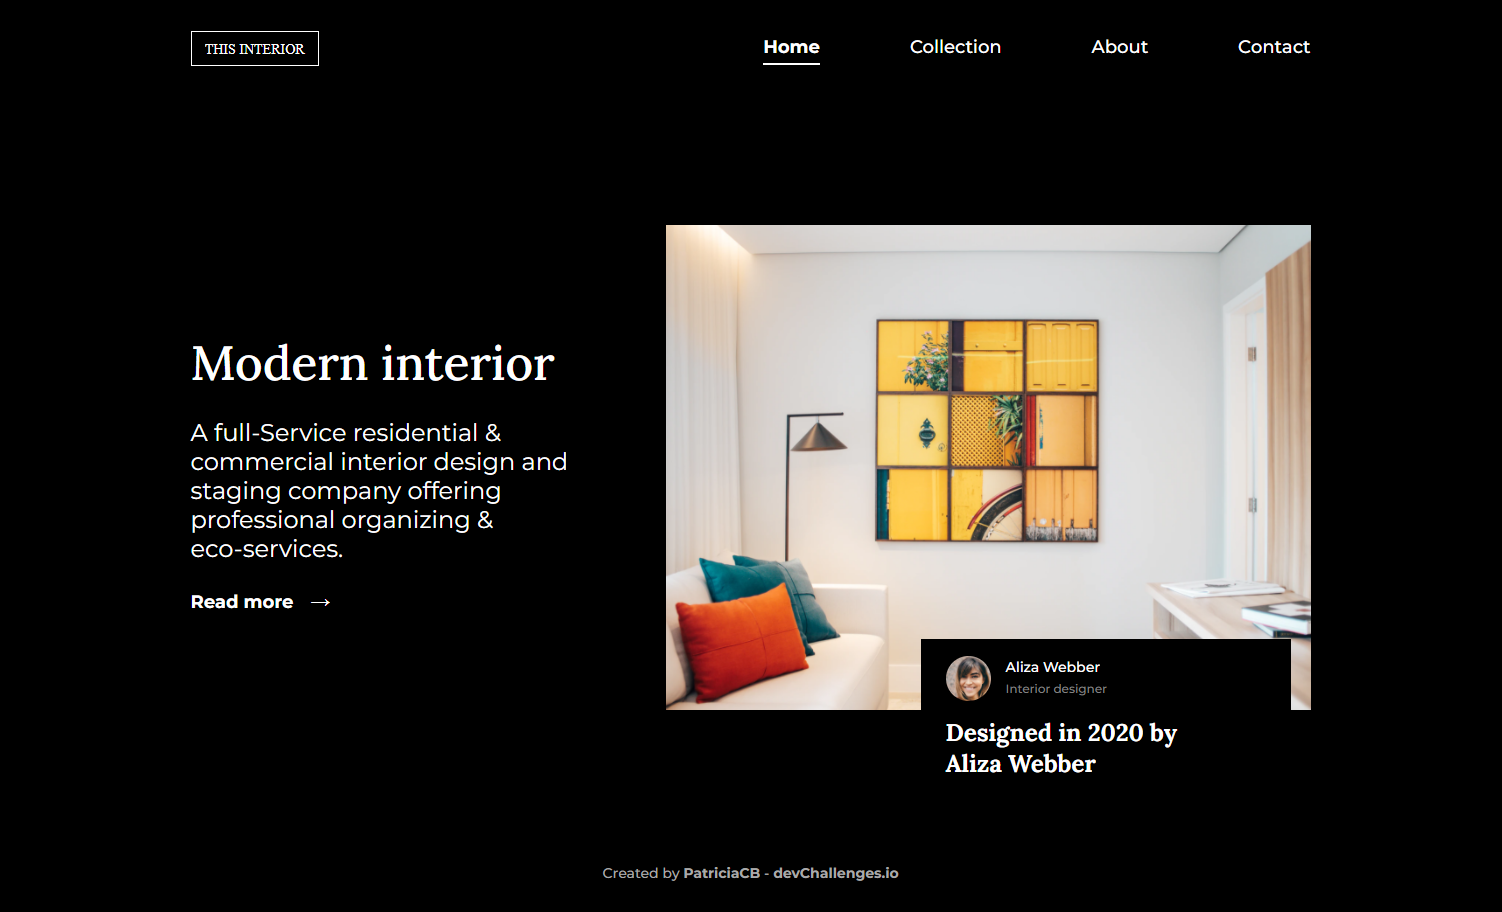 THIS INTERIOR
Home
Collection
About
Contact
Modern interior
A full-Service residential &
commercial interior design and
staging company offering
professional organizing &
eco-services.
Read more →
Aliza Webber
Interior designer
Designed in 2020 by
Aliza Webber
Created by PatriciaCB - devChallenges.io